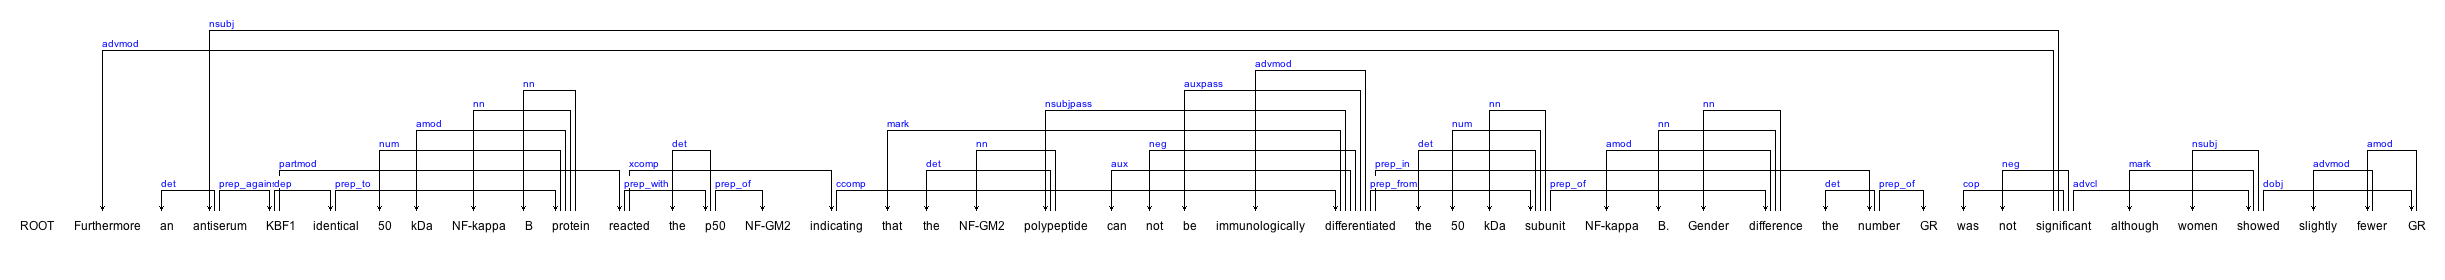 nsubj
advmod
advmod
nn auxpass
nn nsubjpass nn nn
amod mark num nn
num det nn neg det amod nsubj amod
partmod xcomp det aux prep_in neg mark advmod
det prep_against dep prep_to prep_with prep_of ccomp prep_from prep_of det prep_of cop advcl dobj
ROOT Furthermore an antiserum KBF1 identical 50 kDa NF-kappa B protein reacted the p50 NF-GM2 indicating that the NF-GM2 polypeptide can not be immunologically differentiated the 50 kDa subunit NF-kappa B. Gender difference the number GR was not significant although women showed slightly fewer GR